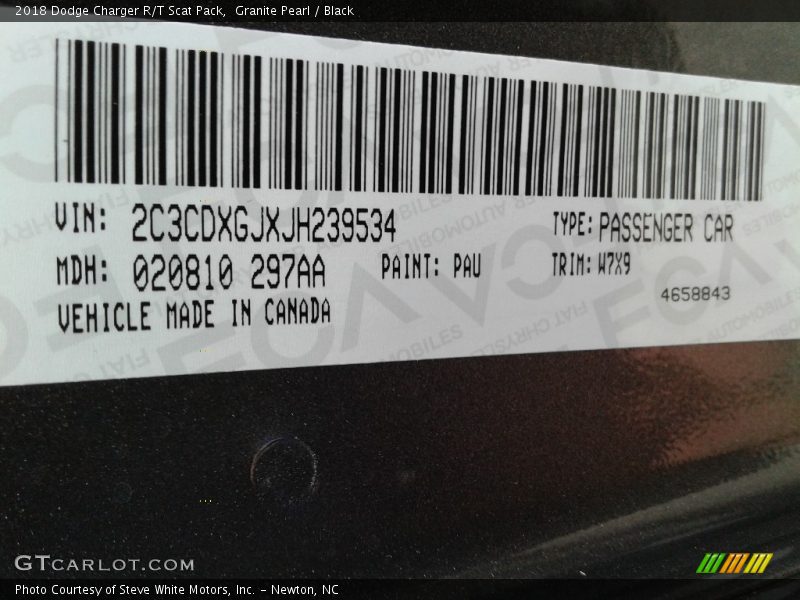 2018 Dodge Charger R/T Scat Pack,  Granite Pearl / Black
VIN: 2C3CDXGJXJH239534 TYPE: PASSENGER CAR
MDH: 020810 297AA PAINT: PAU TRIM: W7X9
VEHICLE MADE IN CANADA 4658843
GTCARLOT.COM
Photo Courtesy of Steve White Motors, Inc. – Newton, NC